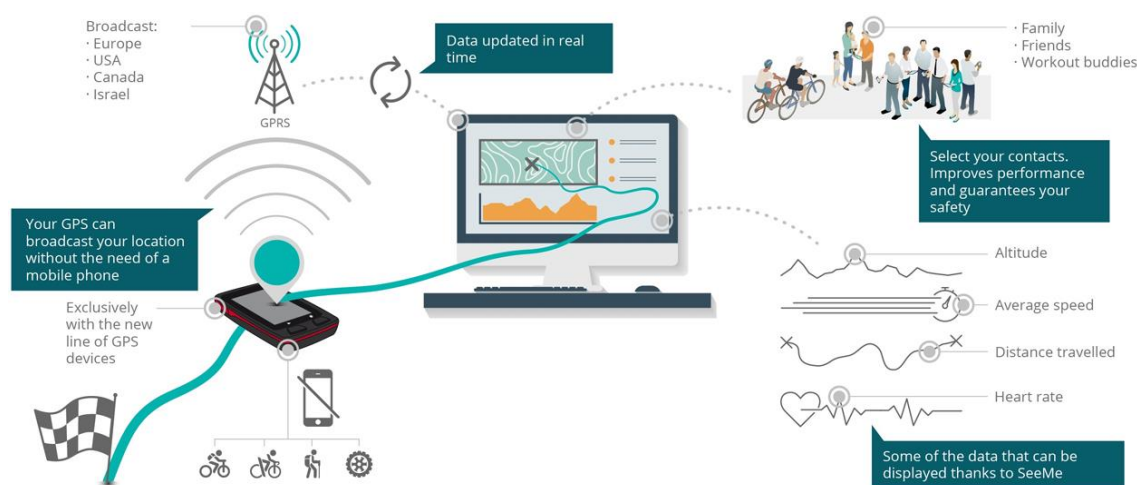 Broadcast:
· Europe
· USA
· Canada
· Israel
GPRS
Data updated in real
time
· Family
· Friends
· Workout buddies
Select your contacts.
Improves performance
and guarantees your
safety
Your GPS can
broadcast your location
without the need of a
mobile phone
Exclusively
with the new
line of GPS
devices
Altitude
Average speed
Distance travelled
Heart rate
Some of the data that can be
displayed thanks to SeeMe